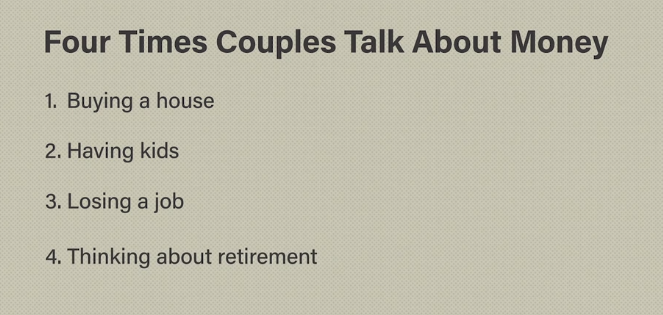 Four Times Couples Talk About Money
1. Buying a house
2. Having kids
3. Losing a job
4. Thinking about retirement